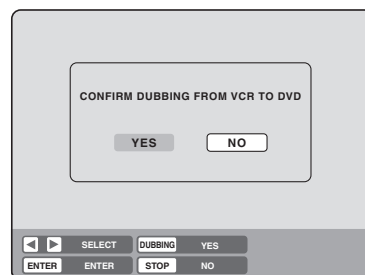 CONFIRM DUBBING FROM VCR TO DVD
YES NO
SELECT DUBBING YES
ENTER ENTER STOP NO